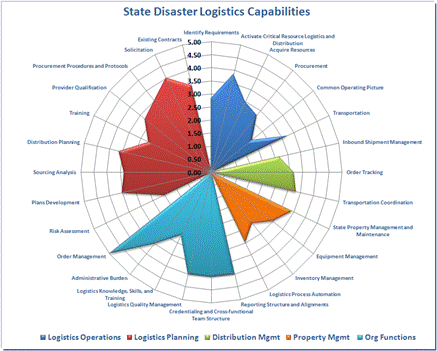 State Disaster Logistics Capabilities
Identify Requirements
Activate Critical Resource Logistics and
Distribution
Acquire Resources
Procurement
Common Operating Picture
Transportation
Inbound Shipment Management
Order Tracking
Transportation Coordination
State Property Management and
Maintenance
Equipment Management
Inventory Management
Logistics Process Automation
Reporting Structure and Alignments
Credentialing and Cross-functional
Team Structure
Logistics Quality Management
Logistics Knowledge, Skills, and
Training
Administrative Burden
Order Management
Risk Assessment
Plans Development
Sourcing Analysis
Distribution Planning
Training
Provider Qualification
Procurement Procedures and Protocols
Solicitation
Existing Contracts
5.00
4.50
4.00
3.50
3.00
2.50
2.00
1.50
1.00
0.50
0.00
Logistics Operations
Logistics Planning
Distribution Mgmt
Property Mgmt
Org Functions